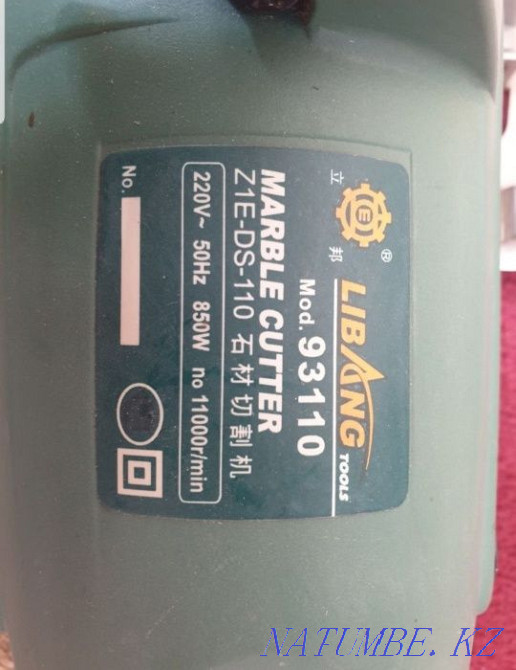 立 邦 ®
LIBANG TOOLS
Mod. 93110
MARBLE CUTTER
Z1E-DS-110 石材切割机
220V~ 50Hz 850W no 11000r/min
No.
NATUMBE. KZ